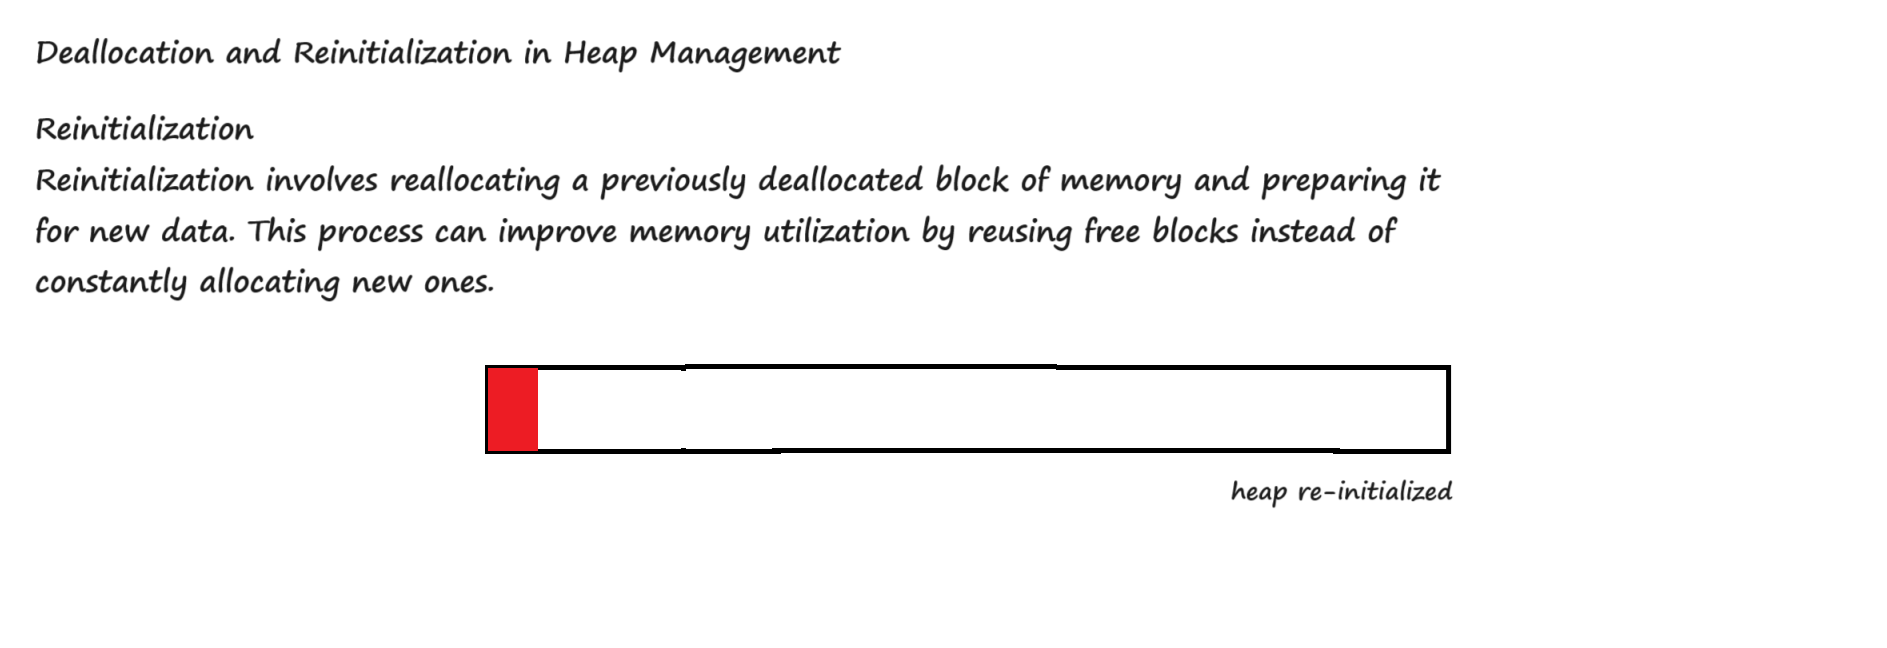 Deallocation and Reinitialization in Heap Management
Reinitialization
Reinitialization involves reallocating a previously deallocated block of memory and preparing it
for new data. This process can improve memory utilization by reusing free blocks instead of
constantly allocating new ones.
heap re-initialized